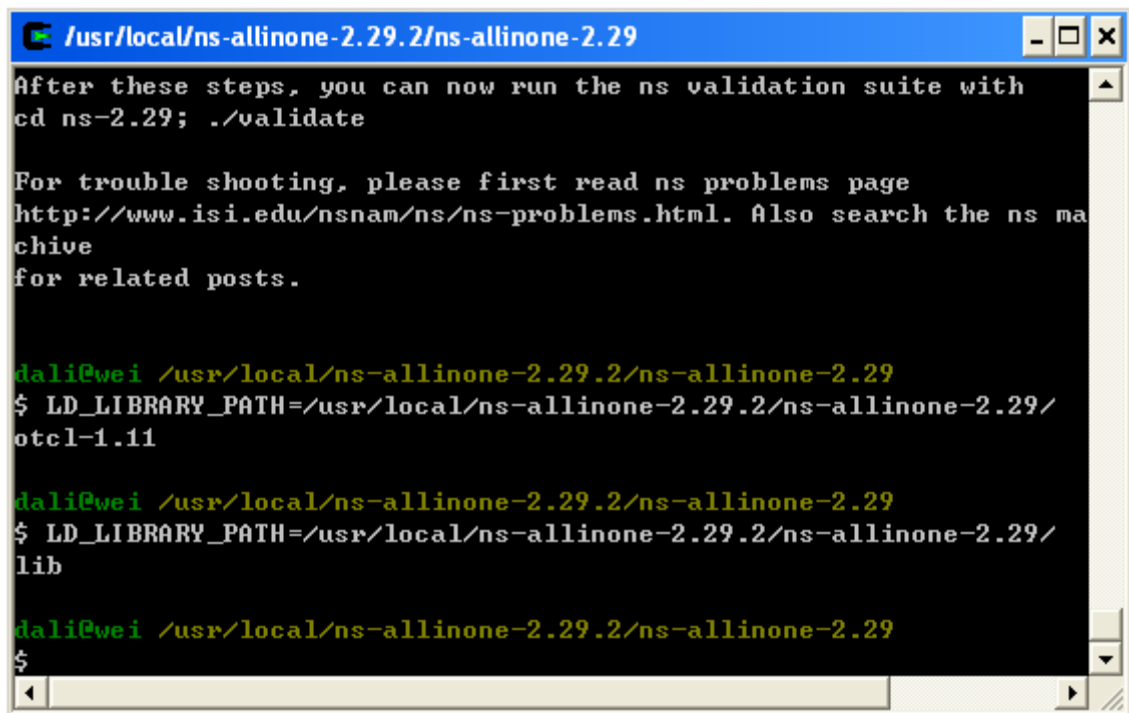 /usr/local/ns-allinone-2.29.2/ns-allinone-2.29
After these steps, you can now run the ns validation suite with
cd ns-2.29; ./validate
For trouble shooting, please first read ns problems page
http://www.isi.edu/nsnam/ns/ns-problems.html. Also search the ns ma
chive
for related posts.
dali@wei /usr/local/ns-allinone-2.29.2/ns-allinone-2.29
$ LD_LIBRARY_PATH=/usr/local/ns-allinone-2.29.2/ns-allinone-2.29/
otcl-1.11
dali@wei /usr/local/ns-allinone-2.29.2/ns-allinone-2.29
$ LD_LIBRARY_PATH=/usr/local/ns-allinone-2.29.2/ns-allinone-2.29/
lib
dali@wei /usr/local/ns-allinone-2.29.2/ns-allinone-2.29
$